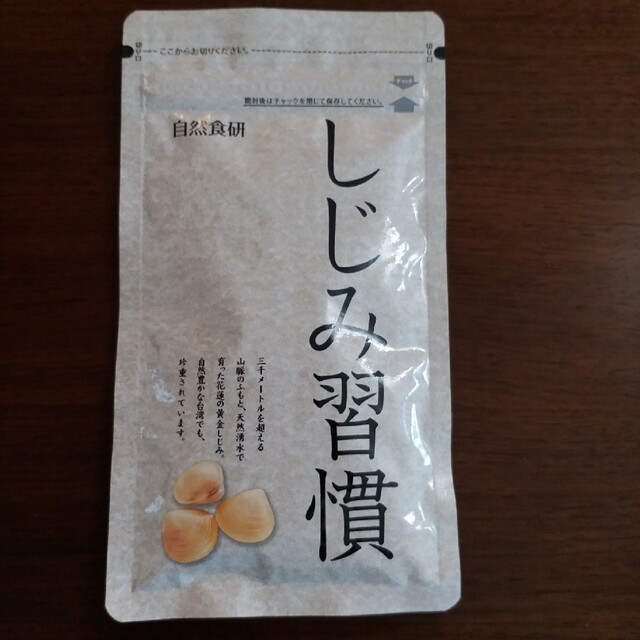 ここからお切りください。
切り口
切り口
開封後はチャックを閉じて保存してください。
自然食研
しじみ習慣
三千メートルを超える
山脈のふもと、天然湧水で
育った花蓮の黄金しじみ。
自然豊かな台湾でも、
珍重されています。